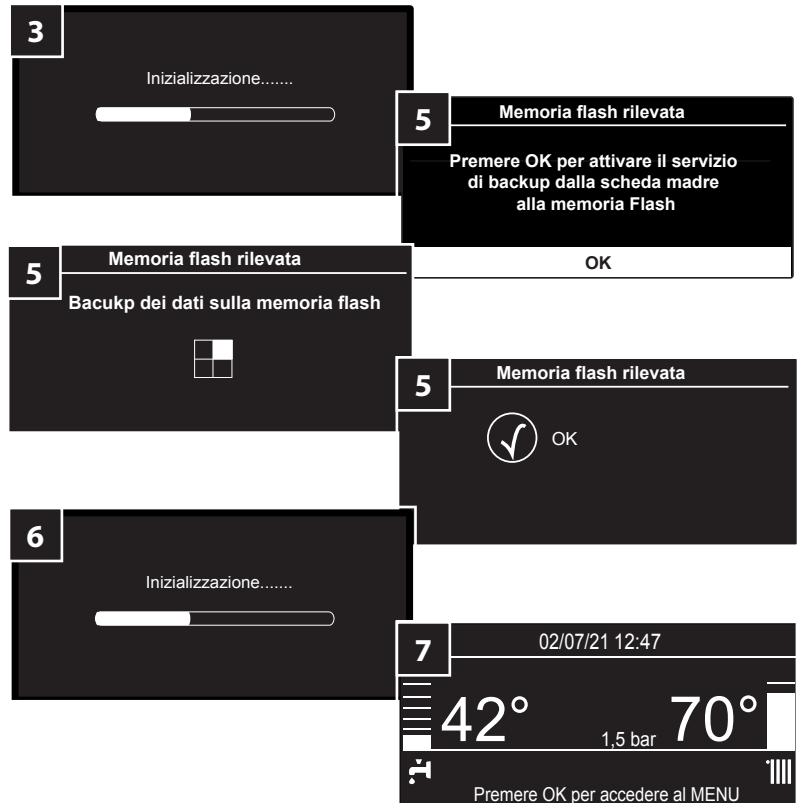 3
Inizializzazione.......
5
Memoria flash rilevata
Premere OK per attivare il servizio
di backup dalla scheda madre
alla memoria Flash
OK
5
Memoria flash rilevata
Bacukp dei dati sulla memoria flash
5
Memoria flash rilevata
OK
6
Inizializzazione.......
7
02/07/21 12:47
42° 1,5 bar 70°
Premere OK per accedere al MENU